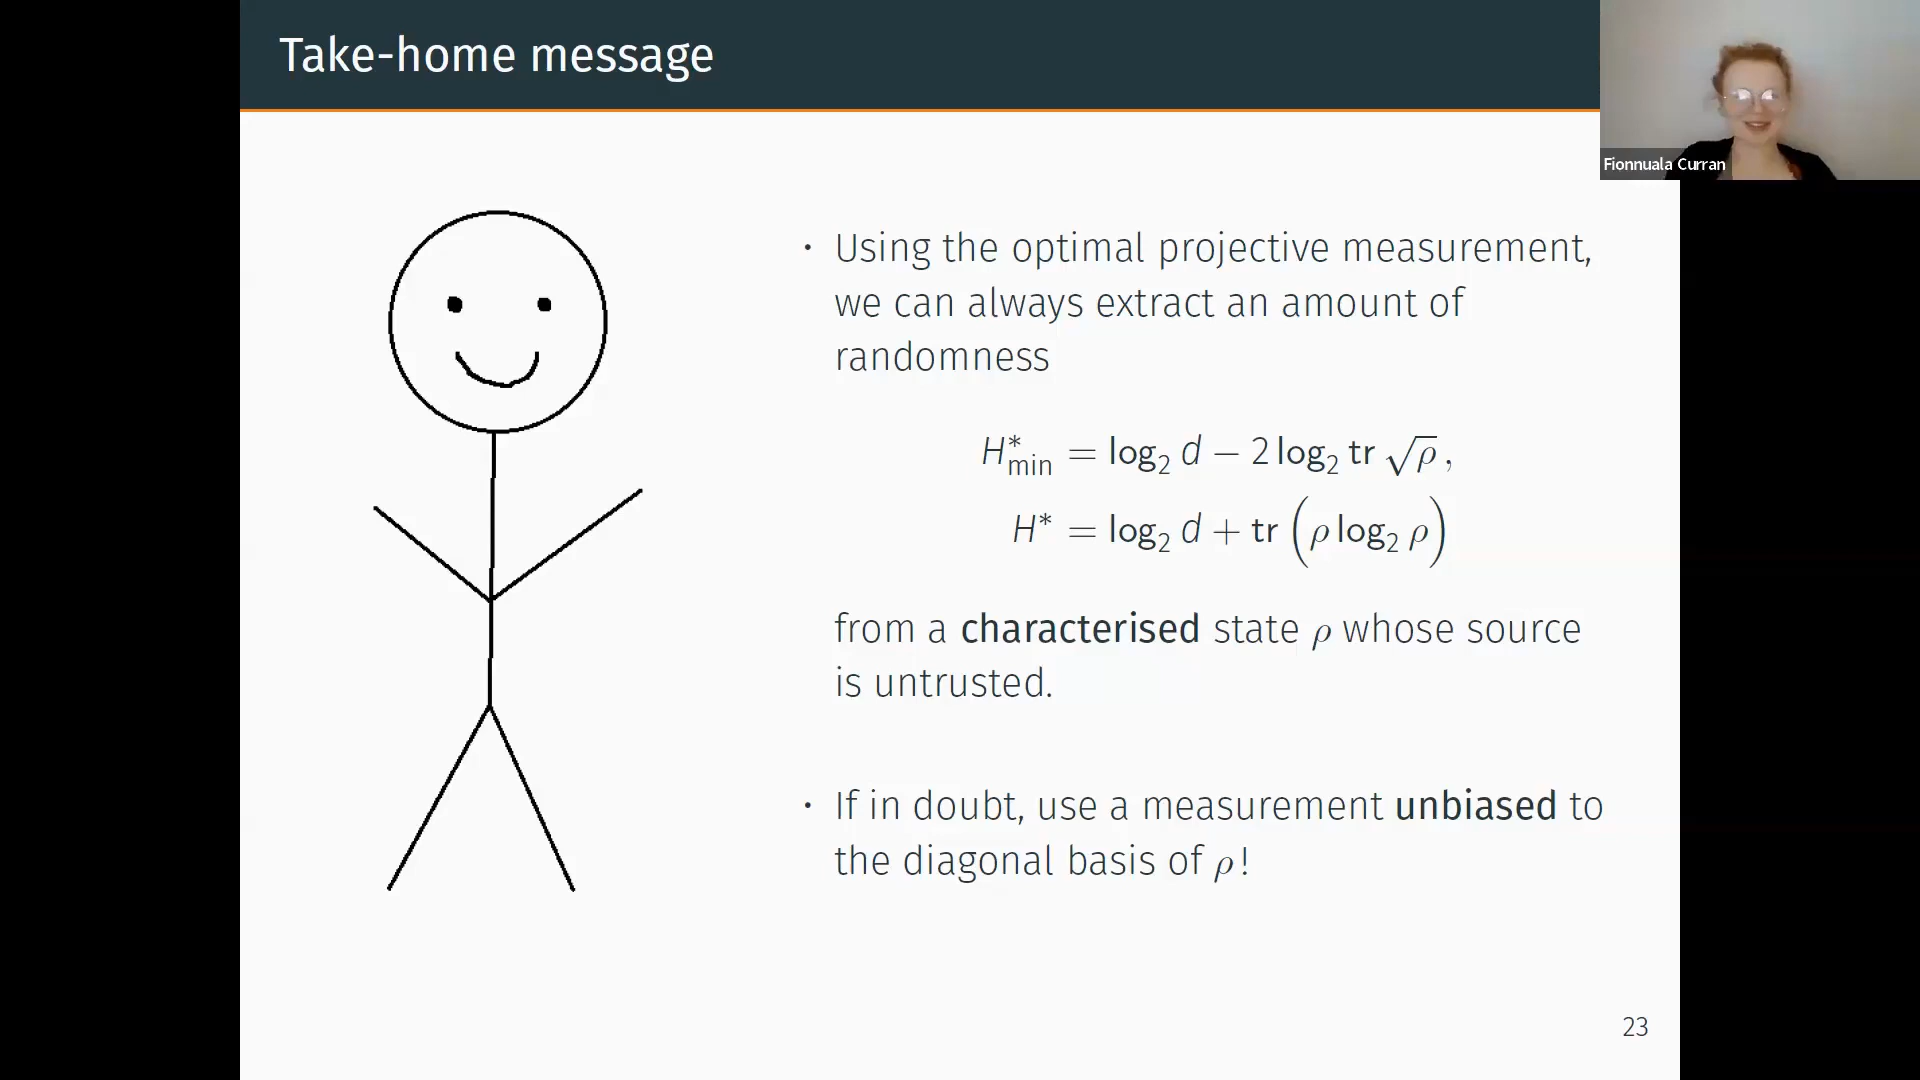 Take-home message
Fionnuala Curran
• Using the optimal projective measurement,
we can always extract an amount of
randomness
H*min = log₂ d − 2 log₂ tr √ρ ,
H* = log₂ d + tr (ρ log₂ ρ)
from a characterised state ρ whose source
is untrusted.
• If in doubt, use a measurement unbiased to
the diagonal basis of ρ!
23